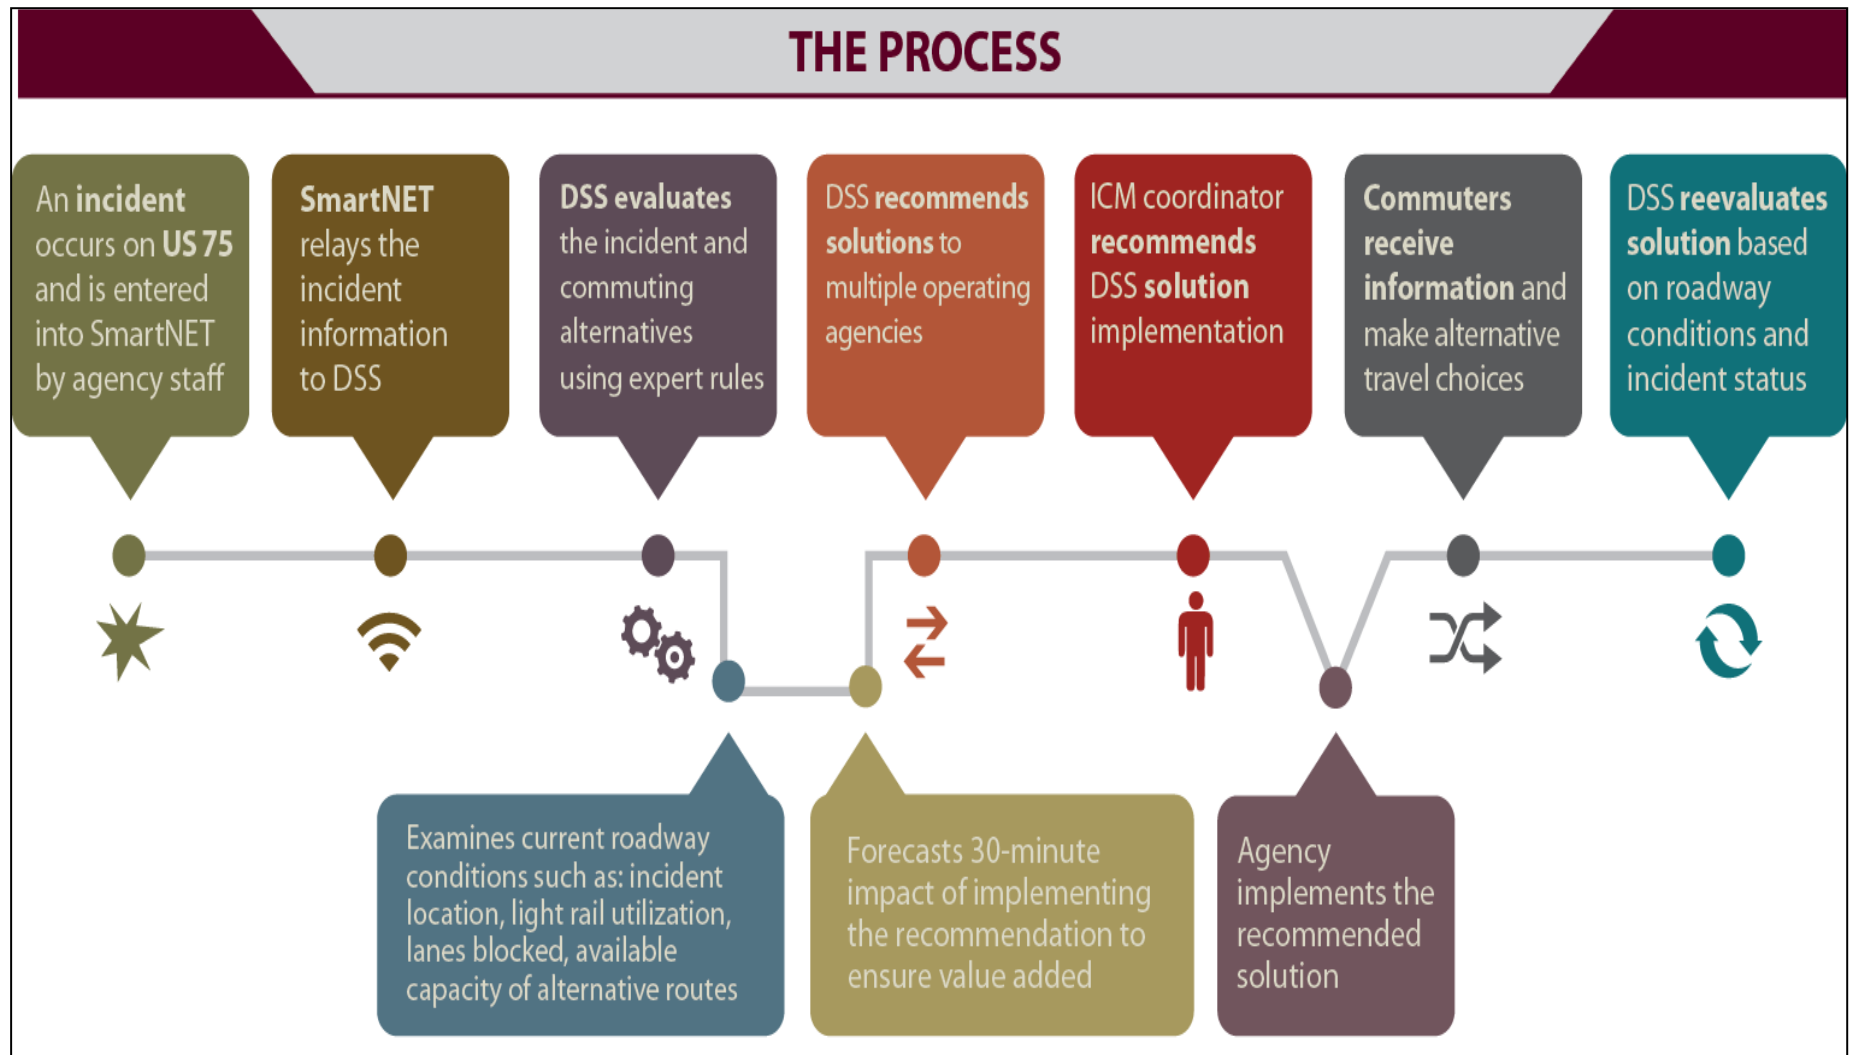 THE PROCESS
An incident
occurs on US 75
and is entered
into SmartNET
by agency staff
SmartNET
relays the
incident
information
to DSS
DSS evaluates
the incident and
commuting
alternatives
using expert rules
DSS recommends
solutions to
multiple operating
agencies
ICM coordinator
recommends
DSS solution
implementation
Commuters
receive
information and
make alternative
travel choices
DSS reevaluates
solution based
on roadway
conditions and
incident status
Examines current roadway
conditions such as: incident
location, light rail utilization,
lanes blocked, available
capacity of alternative routes
Forecasts 30-minute
impact of implementing
the recommendation to
ensure value added
Agency
implements the
recommended
solution